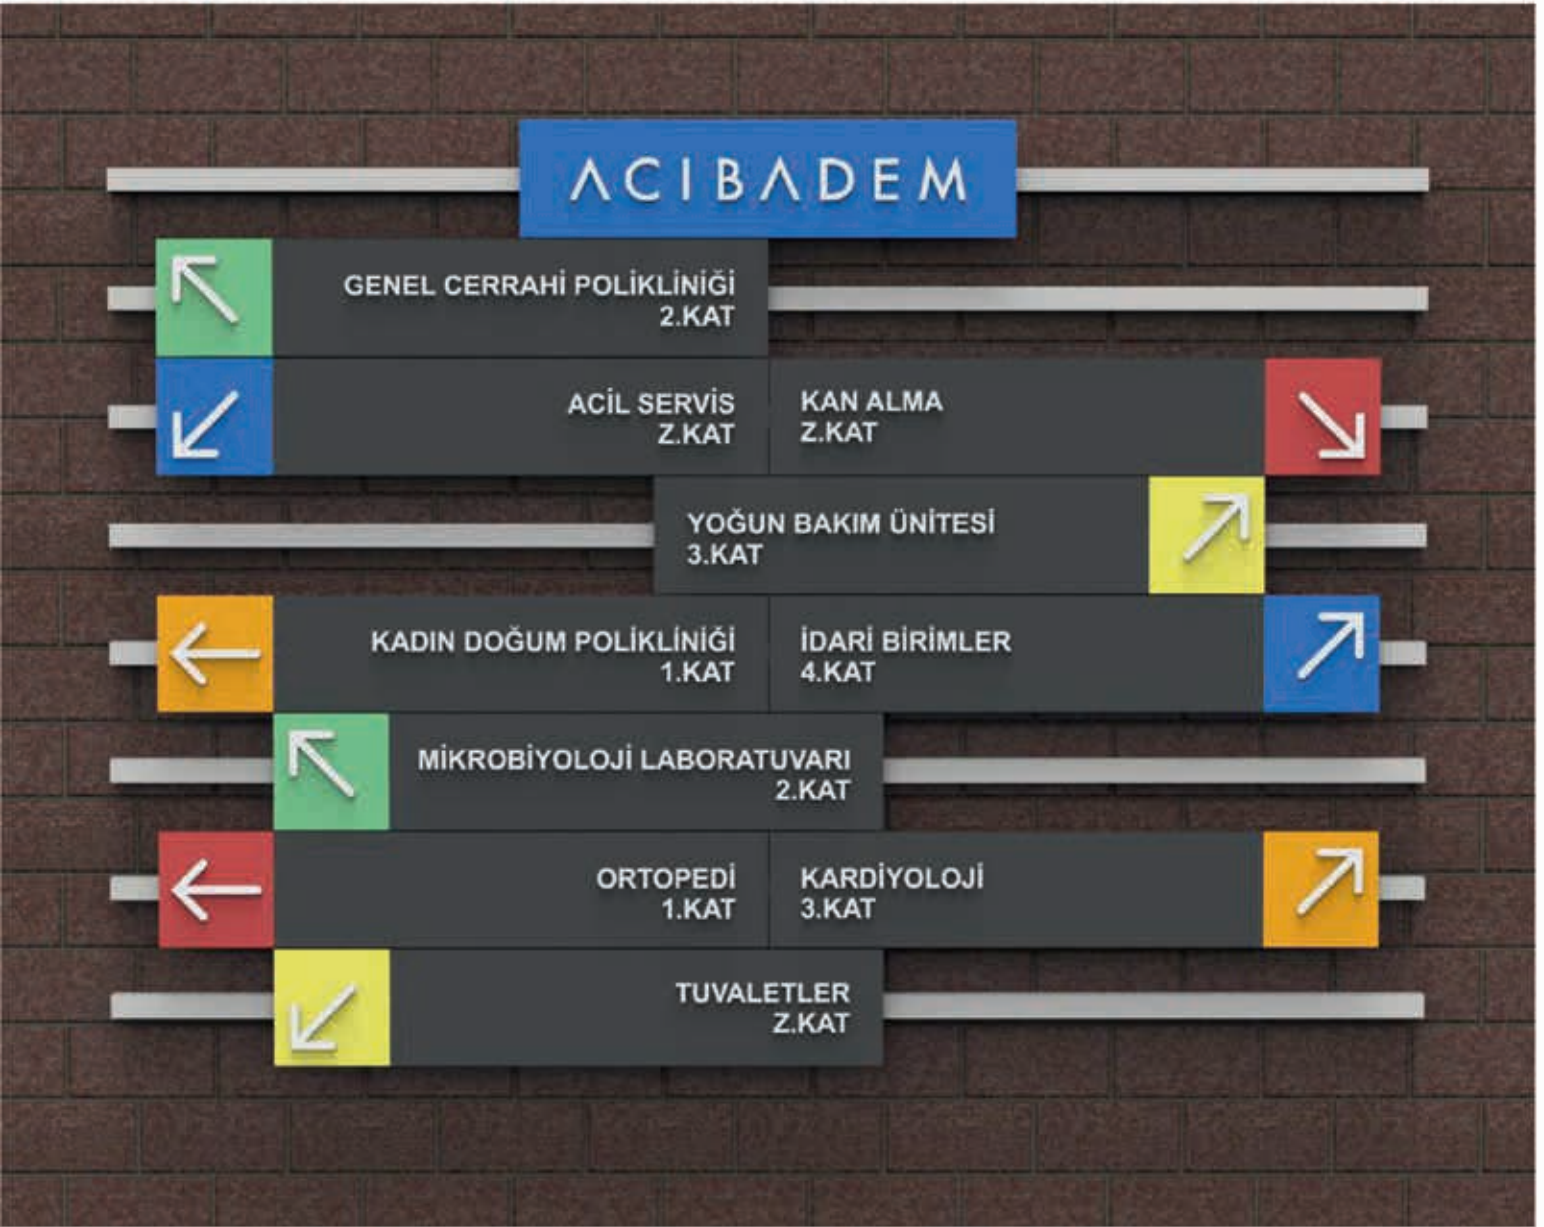 ACIBADEM
GENEL CERRAHİ POLİKLİNİĞİ
2.KAT
ACİL SERVİS
Z.KAT
KAN ALMA
Z.KAT
YOĞUN BAKIM ÜNİTESİ
3.KAT
KADIN DOĞUM POLİKLİNİĞİ
1.KAT
İDARİ BİRİMLER
4.KAT
MİKROBİYOLOJİ LABORATUVARI
2.KAT
ORTOPEDİ
1.KAT
KARDİYOLOJİ
3.KAT
TUVALETLER
Z.KAT